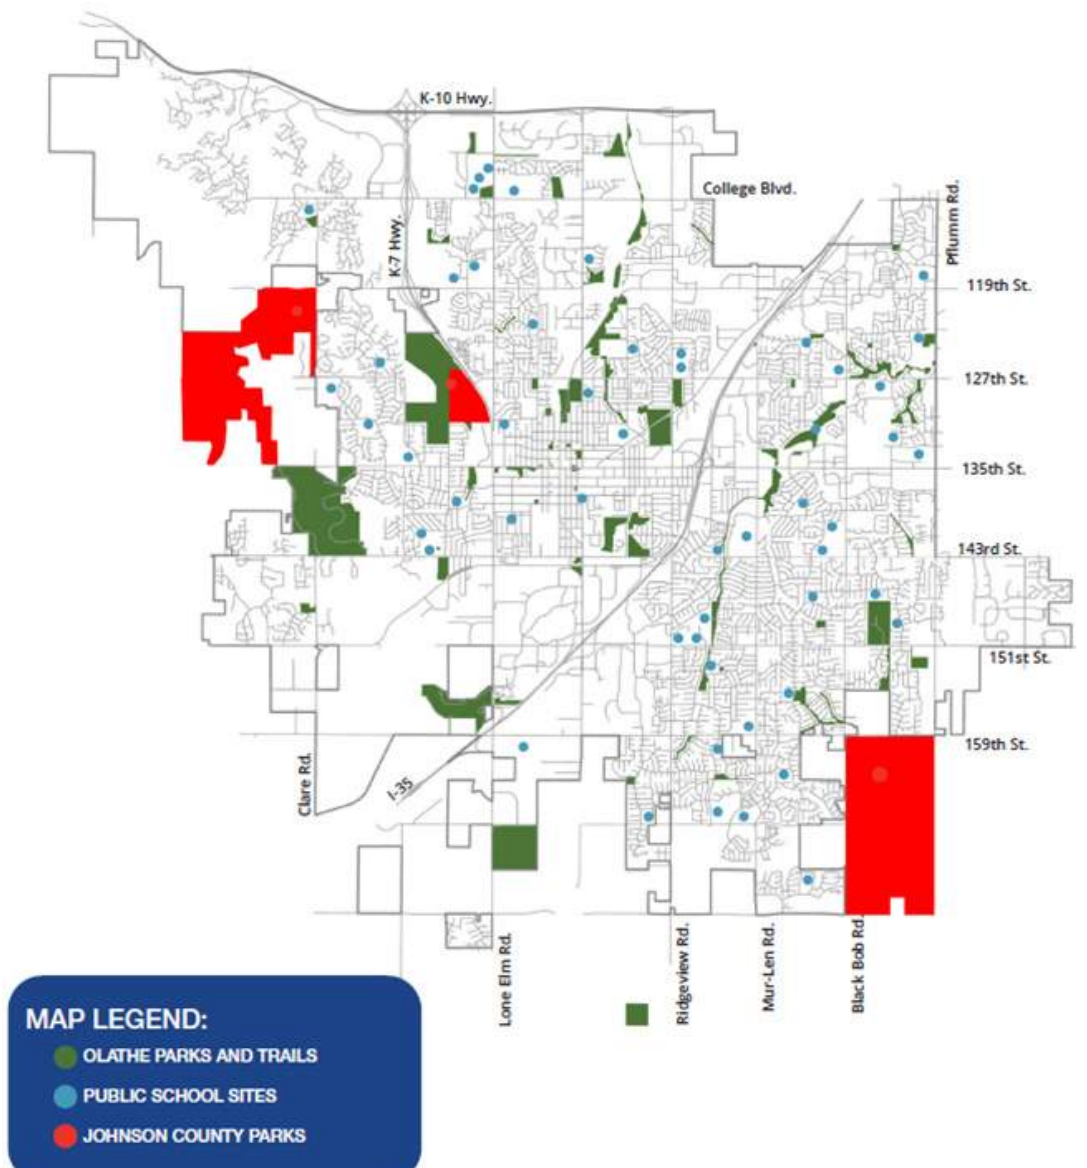 K-10 Hwy.
College Blvd.
Pflumm Rd.
K-7 Hwy.
119th St.
127th St.
135th St.
143rd St.
151st St.
159th St.
Clare Rd.
I-35
Lone Elm Rd.
Ridgeview Rd.
Mur-Len Rd.
Black Bob Rd.
MAP LEGEND:
OLATHE PARKS AND TRAILS
PUBLIC SCHOOL SITES
JOHNSON COUNTY PARKS